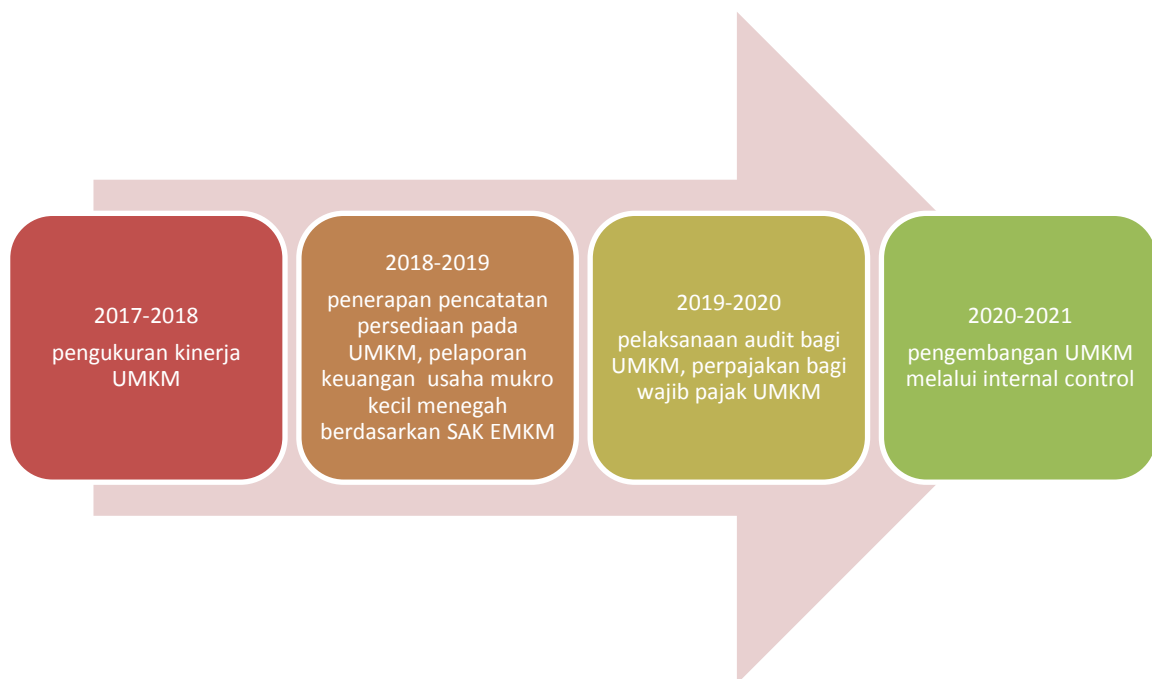 2017-2018
pengukuran kinerja
UMKM
2018-2019
penerapan pencatatan
persediaan pada
UMKM, pelaporan
keuangan  usaha mukro
kecil menegah
berdasarkan SAK EMKM
2019-2020
pelaksanaan audit bagi
UMKM, perpajakan bagi
wajib pajak UMKM
2020-2021
pengembangan UMKM
melalui internal control